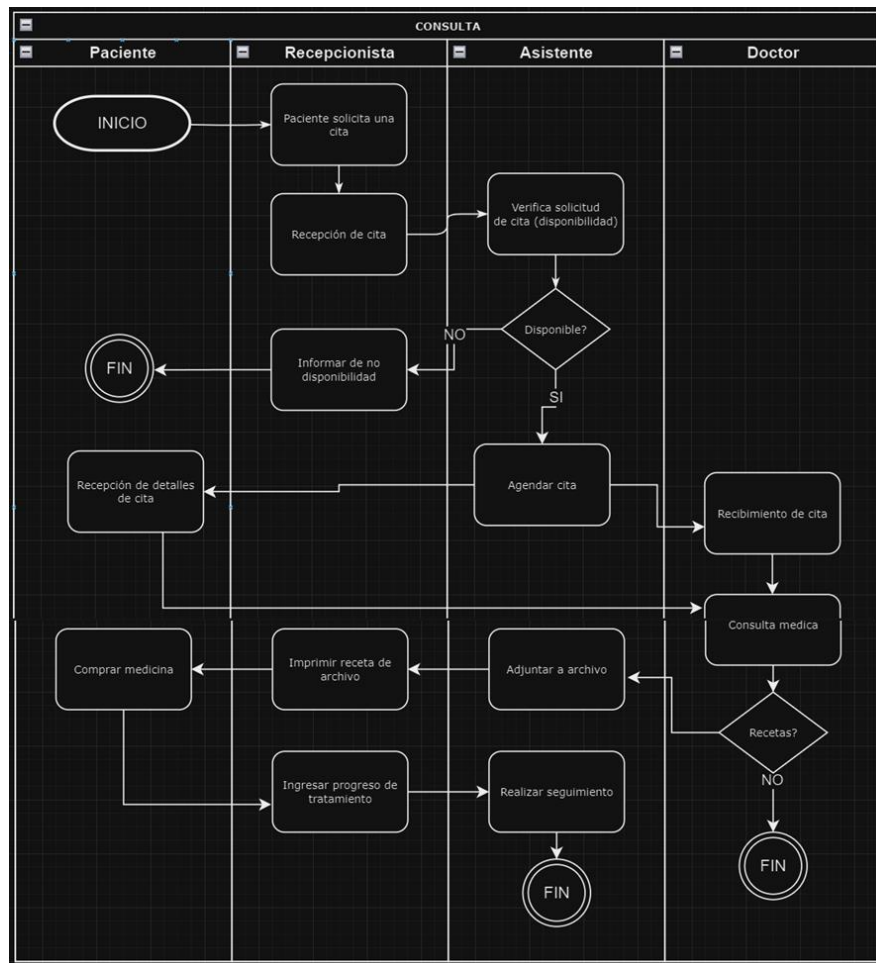 CONSULTA
Paciente
Recepcionista
Asistente
Doctor
INICIO
Paciente solicita una
cita
Recepción de cita
Verifica solicitud
de cita (disponibilidad)
Disponible?
NO
Informar de no
disponibilidad
FIN
SI
Recepción de detalles
de cita
Agendar cita
Recibimiento de cita
Consulta medica
Comprar medicina
Imprimir receta de
archivo
Adjuntar a archivo
Recetas?
NO
Ingresar progreso de
tratamiento
Realizar seguimiento
FIN
FIN